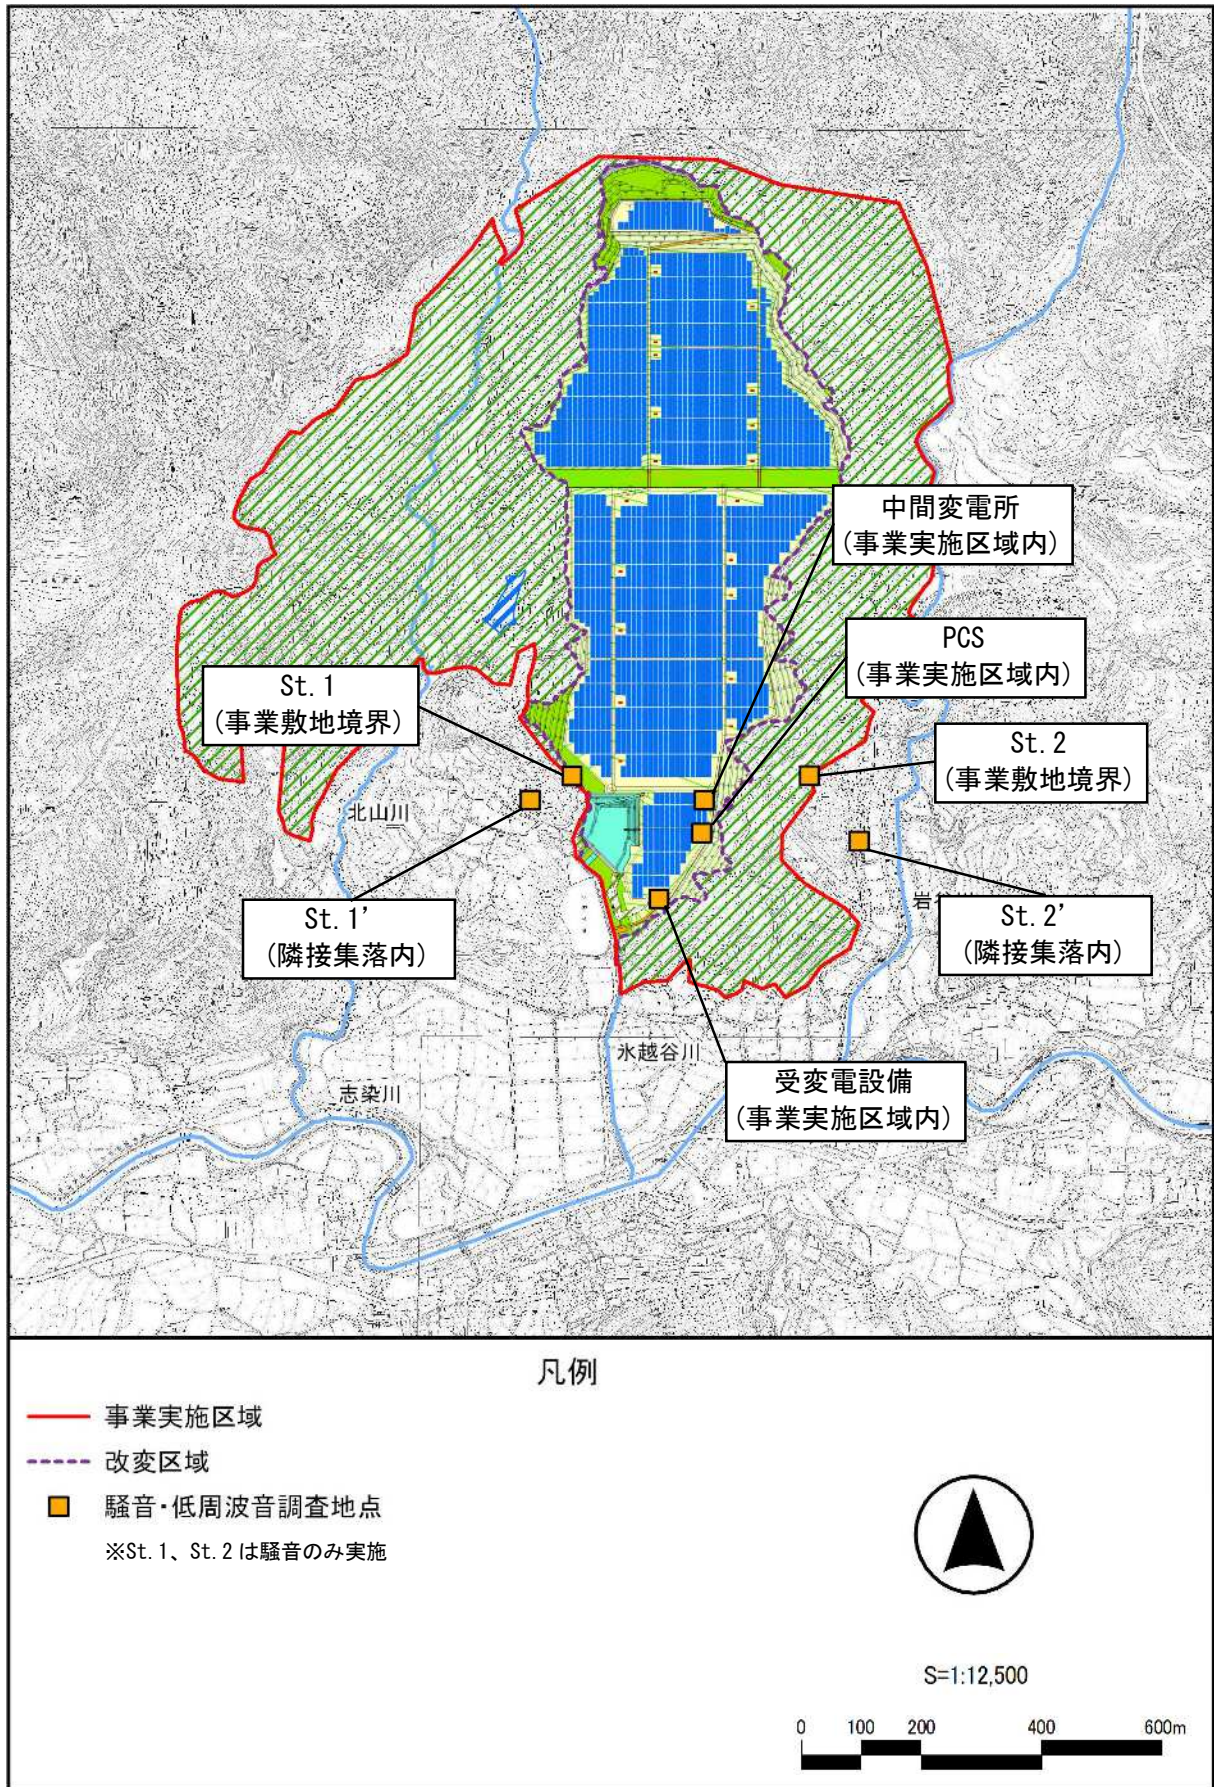 中間変電所
(事業実施区域内)
PCS
(事業実施区域内)
St.1
(事業敷地境界)
St.2
(事業敷地境界)
北山川
St.1’
(隣接集落内)
岩
St.2’
(隣接集落内)
氷越谷川
志染川
受変電設備
(事業実施区域内)
凡例
事業実施区域
改変区域
騒音・低周波音調査地点
※St.1、St.2は騒音のみ実施
S=1:12,500
0 100 200 400 600m